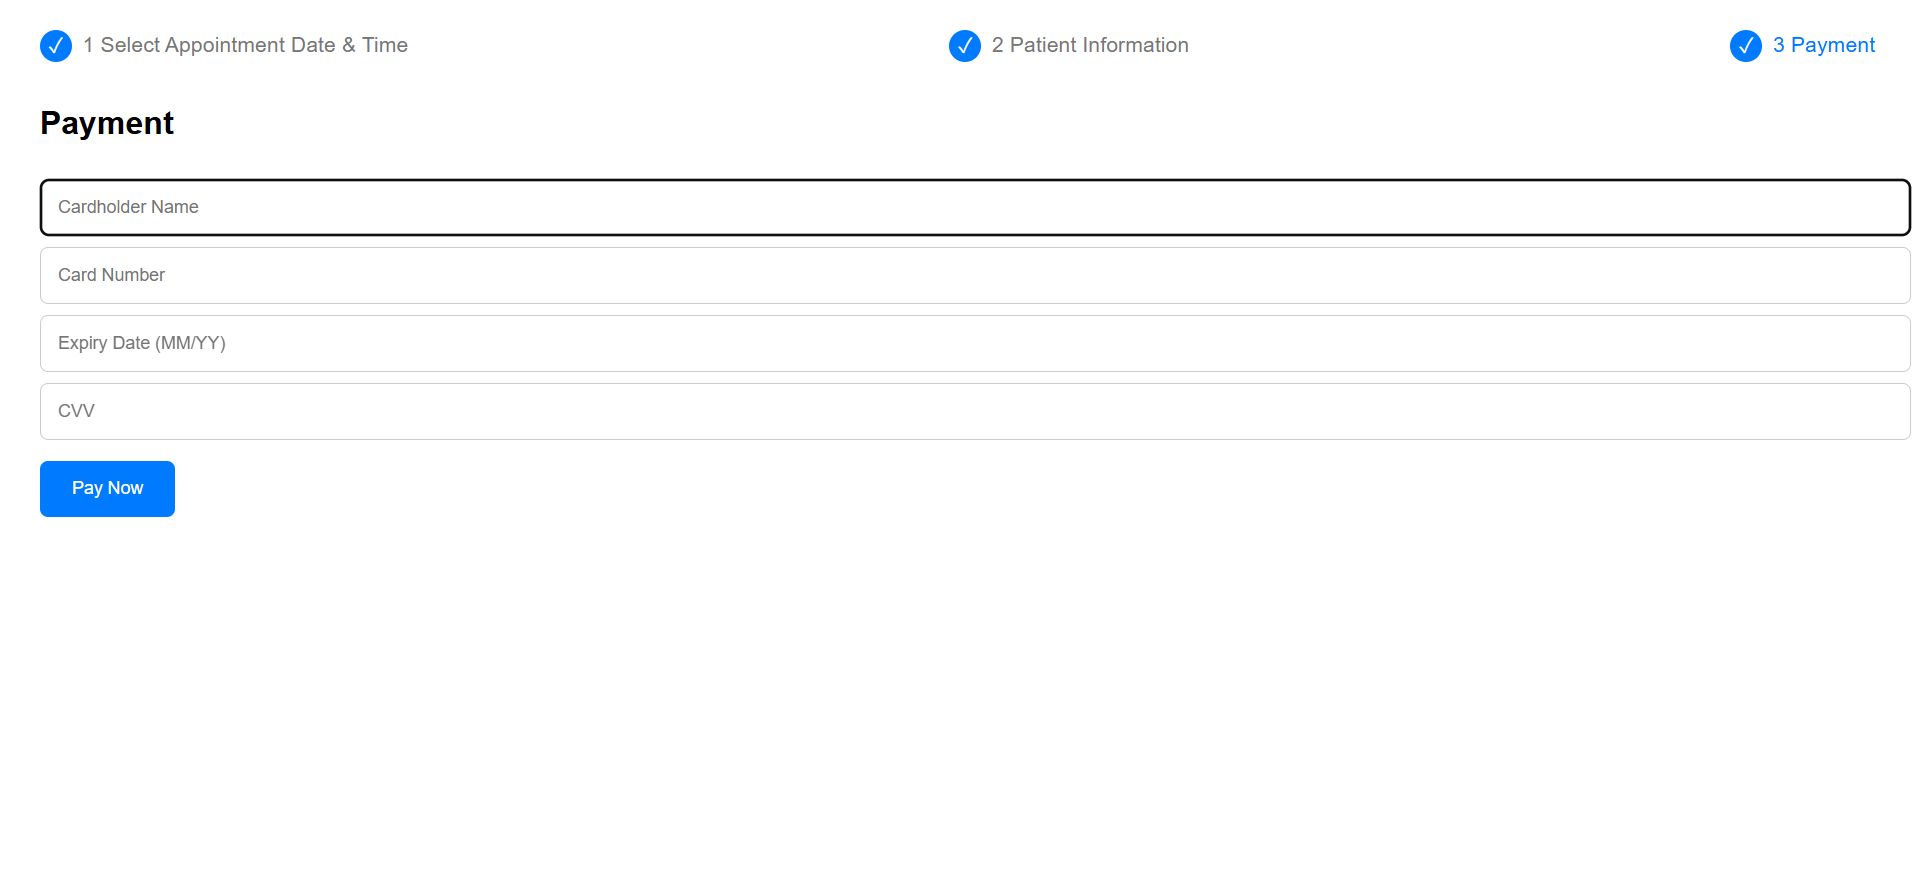 1 Select Appointment Date & Time
2 Patient Information
3 Payment
Payment
Cardholder Name
Card Number
Expiry Date (MM/YY)
CVV
Pay Now